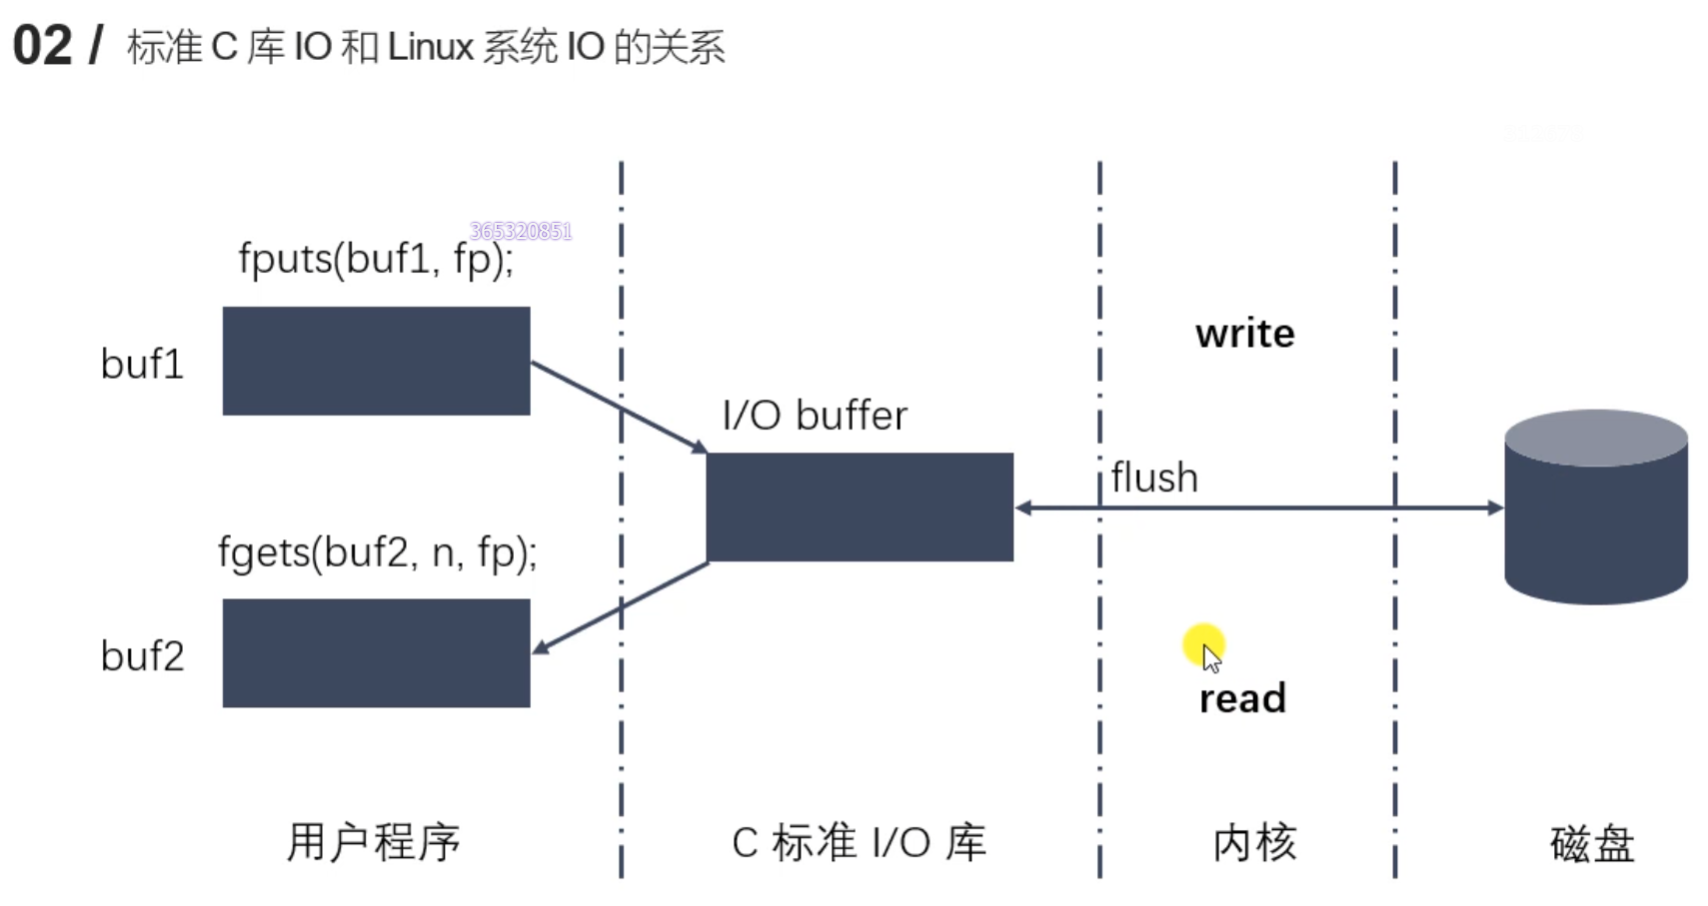 02 / 标准 C 库 IO 和 Linux 系统 IO 的关系
365320851
fputs(buf1, fp);
buf1
write
I/O buffer
flush
fgets(buf2, n, fp);
buf2
read
用户程序
C 标准 I/O 库
内核
磁盘